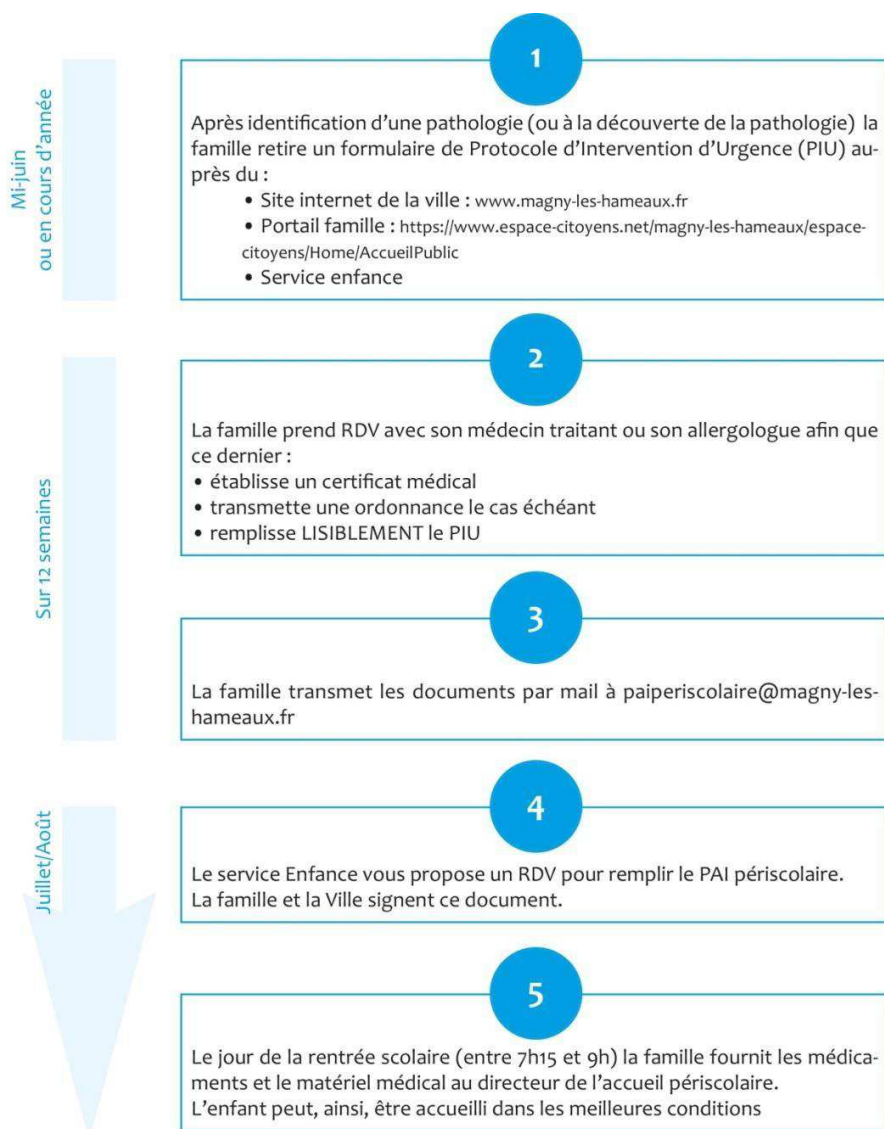 1
Mi-juin
ou en cours d'année
Après identification d'une pathologie (ou à la découverte de la pathologie) la
famille retire un formulaire de Protocole d'Intervention d'Urgence (PIU) au-
près du :
• Site internet de la ville : www.magny-les-hameaux.fr
• Portail famille : https://www.espace-citoyens.net/magny-les-hameaux/espace-
citoyens/Home/AccueilPublic
• Service enfance
Sur 12 semaines
2
La famille prend RDV avec son médecin traitant ou son allergologue afin que
ce dernier :
• établisse un certificat médical
• transmette une ordonnance le cas échéant
• remplisse LISIBLEMENT le PIU
3
La famille transmet les documents par mail à paiperiscolaire@magny-les-
hameaux.fr
Juillet/Août
4
Le service Enfance vous propose un RDV pour remplir le PAI périscolaire.
La famille et la Ville signent ce document.
5
Le jour de la rentrée scolaire (entre 7h15 et 9h) la famille fournit les médica-
ments et le matériel médical au directeur de l'accueil périscolaire.
L'enfant peut, ainsi, être accueilli dans les meilleures conditions